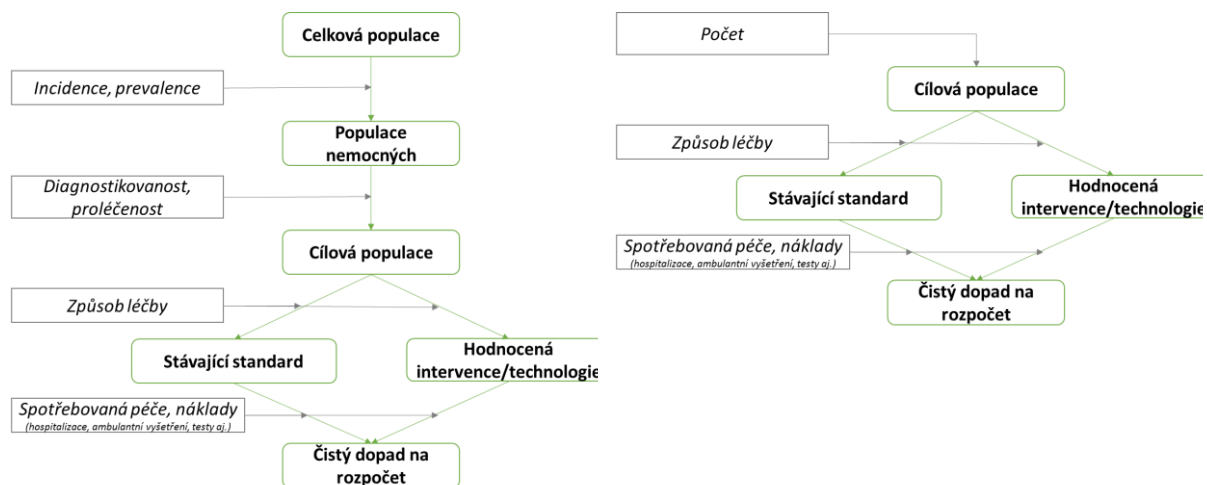 Celková populace
Incidence, prevalence
Populace
nemocných
Diagnostikovanost,
proléčenost
Cílová populace
Způsob léčby
Stávající standard
Hodnocená
intervence/technologie
Spotřebovaná péče, náklady
(hospitalizace, ambulantní vyšetření, testy aj.)
Čistý dopad na
rozpočet
Počet
Cílová populace
Způsob léčby
Stávající standard
Hodnocená
intervence/technologie
Spotřebovaná péče, náklady
(hospitalizace, ambulantní vyšetření, testy aj.)
Čistý dopad na
rozpočet